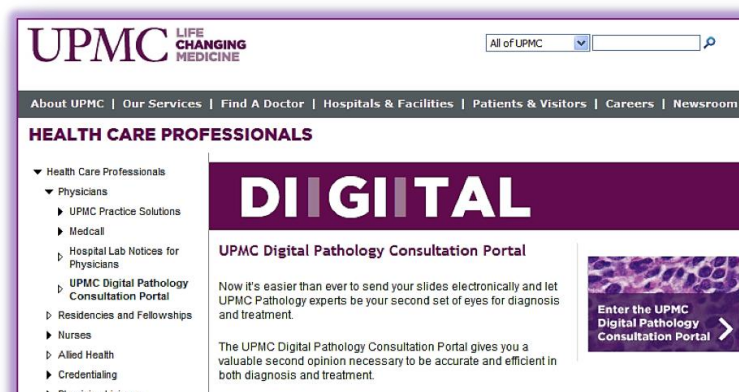 UPMC LIFE CHANGING MEDICINE
All of UPMC
About UPMC | Our Services | Find A Doctor | Hospitals & Facilities | Patients & Visitors | Careers | Newsroom
HEALTH CARE PROFESSIONALS
Health Care Professionals
Physicians
UPMC Practice Solutions
Medcall
Hospital Lab Notices for
Physicians
UPMC Digital Pathology
Consultation Portal
Residencies and Fellowships
Nurses
Allied Health
Credentialing
DIGITAL
UPMC Digital Pathology Consultation Portal
Now it's easier than ever to send your slides electronically and let
UPMC Pathology experts be your second set of eyes for diagnosis
and treatment.
The UPMC Digital Pathology Consultation Portal gives you a
valuable second opinion necessary to be accurate and efficient in
both diagnosis and treatment.
Enter the UPMC
Digital Pathology
Consultation Portal